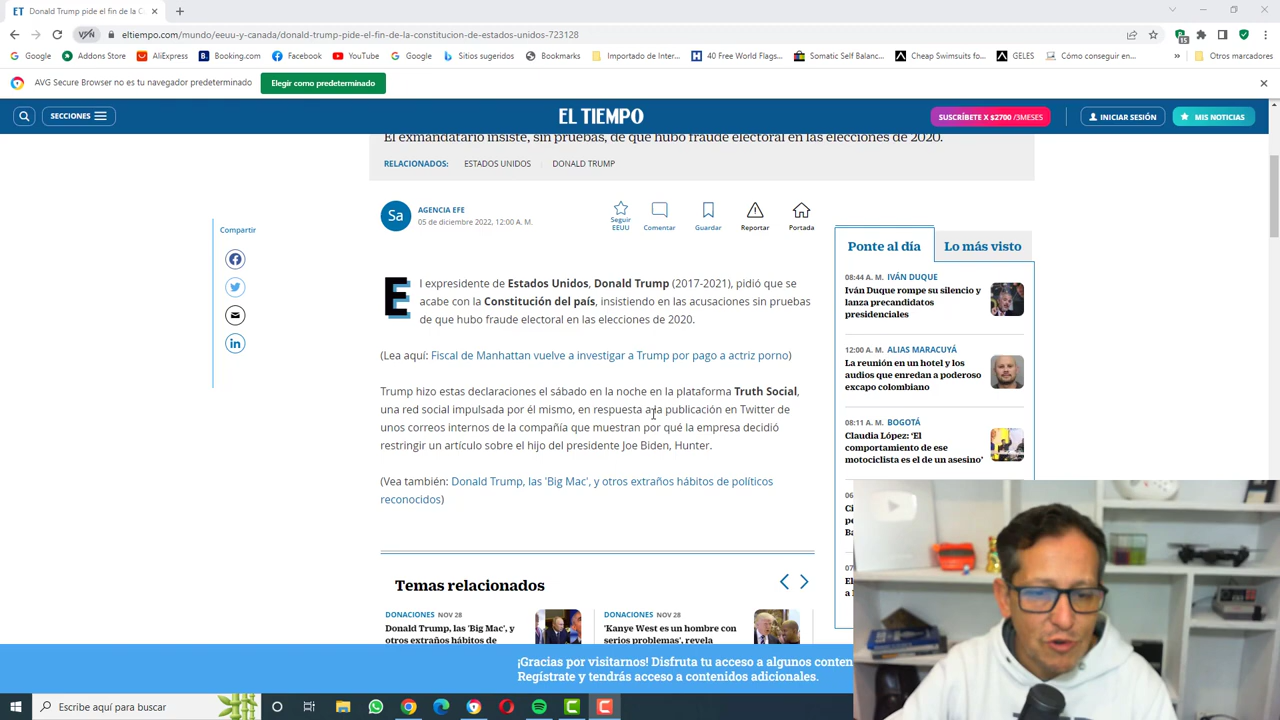 ET Donald Trump pide el fin de la C
eltiempo.com/mundo/eeuu-y-canada/donald-trump-pide-el-fin-de-la-constitucion-de-estados-unidos-723128
15
Google Addons Store AliExpress Booking.com Facebook YouTube Google Sitios sugeridos Bookmarks Importado de Inter... 40 Free World Flags... Somatic Self Balanc... Cheap Swimsuits fo... GELES Cómo conseguir en... » Otros marcadores
AVG Secure Browser no es tu navegador predeterminado Elegir como predeterminado
SECCIONES EL TIEMPO SUSCRÍBETE X $2700 /3MESES INICIAR SESIÓN MIS NOTICIAS
El exmandatario insiste, sin pruebas, de que hubo fraude electoral en las elecciones de 2020.
RELACIONADOS: ESTADOS UNIDOS DONALD TRUMP
Sa AGENCIA EFE
05 de diciembre 2022, 12:00 A. M.
Seguir EEUU Comentar Guardar Reportar Portada
Compartir
El expresidente de Estados Unidos, Donald Trump (2017-2021), pidió que se
acabe con la Constitución del país, insistiendo en las acusaciones sin pruebas
de que hubo fraude electoral en las elecciones de 2020.
(Lea aquí: Fiscal de Manhattan vuelve a investigar a Trump por pago a actriz porno)
Trump hizo estas declaraciones el sábado en la noche en la plataforma Truth Social,
una red social impulsada por él mismo, en respuesta a la publicación en Twitter de
unos correos internos de la compañía que muestran por qué la empresa decidió
restringir un artículo sobre el hijo del presidente Joe Biden, Hunter.
(Vea también: Donald Trump, las 'Big Mac', y otros extraños hábitos de políticos
reconocidos)
Temas relacionados
DONACIONES NOV 28
Donald Trump, las 'Big Mac', y
otros extraños hábitos de
DONACIONES NOV 28
'Kanye West es un hombre con
serios problemas', revela
Ponte al día Lo más visto
08:44 A. M. IVÁN DUQUE
Iván Duque rompe su silencio y
lanza precandidatos
presidenciales
12:00 A. M. ALIAS MARACUYÁ
La reunión en un hotel y los
audios que enredan a poderoso
excapo colombiano
08:11 A. M. BOGOTÁ
Claudia López: 'El
comportamiento de ese
motociclista es el de un asesino'
06
Ci
pe
Ba
07
El
a
¡Gracias por visitarnos! Disfruta tu acceso a algunos conten
Regístrate y tendrás acceso a contenidos adicionales.
Escribe aquí para buscar